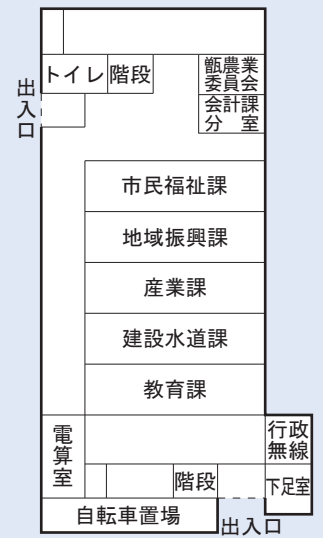 トイレ
階段
甑農業
委員会
会計課
分室
出入口
市民福祉課
地域振興課
産業課
建設水道課
教育課
電算室
行政
無線
階段
下足室
自転車置場
出入口